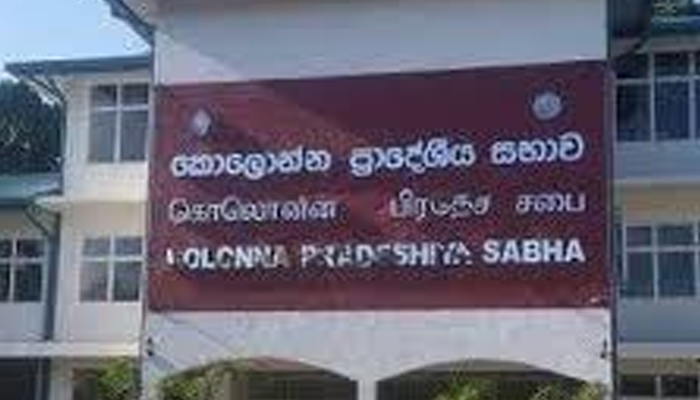 කොලොන්න ප්‍රාදේශීය සභාව
கொலொன்ன பிரதேச சபை
KOLONNA PRADESHIYA SABHA